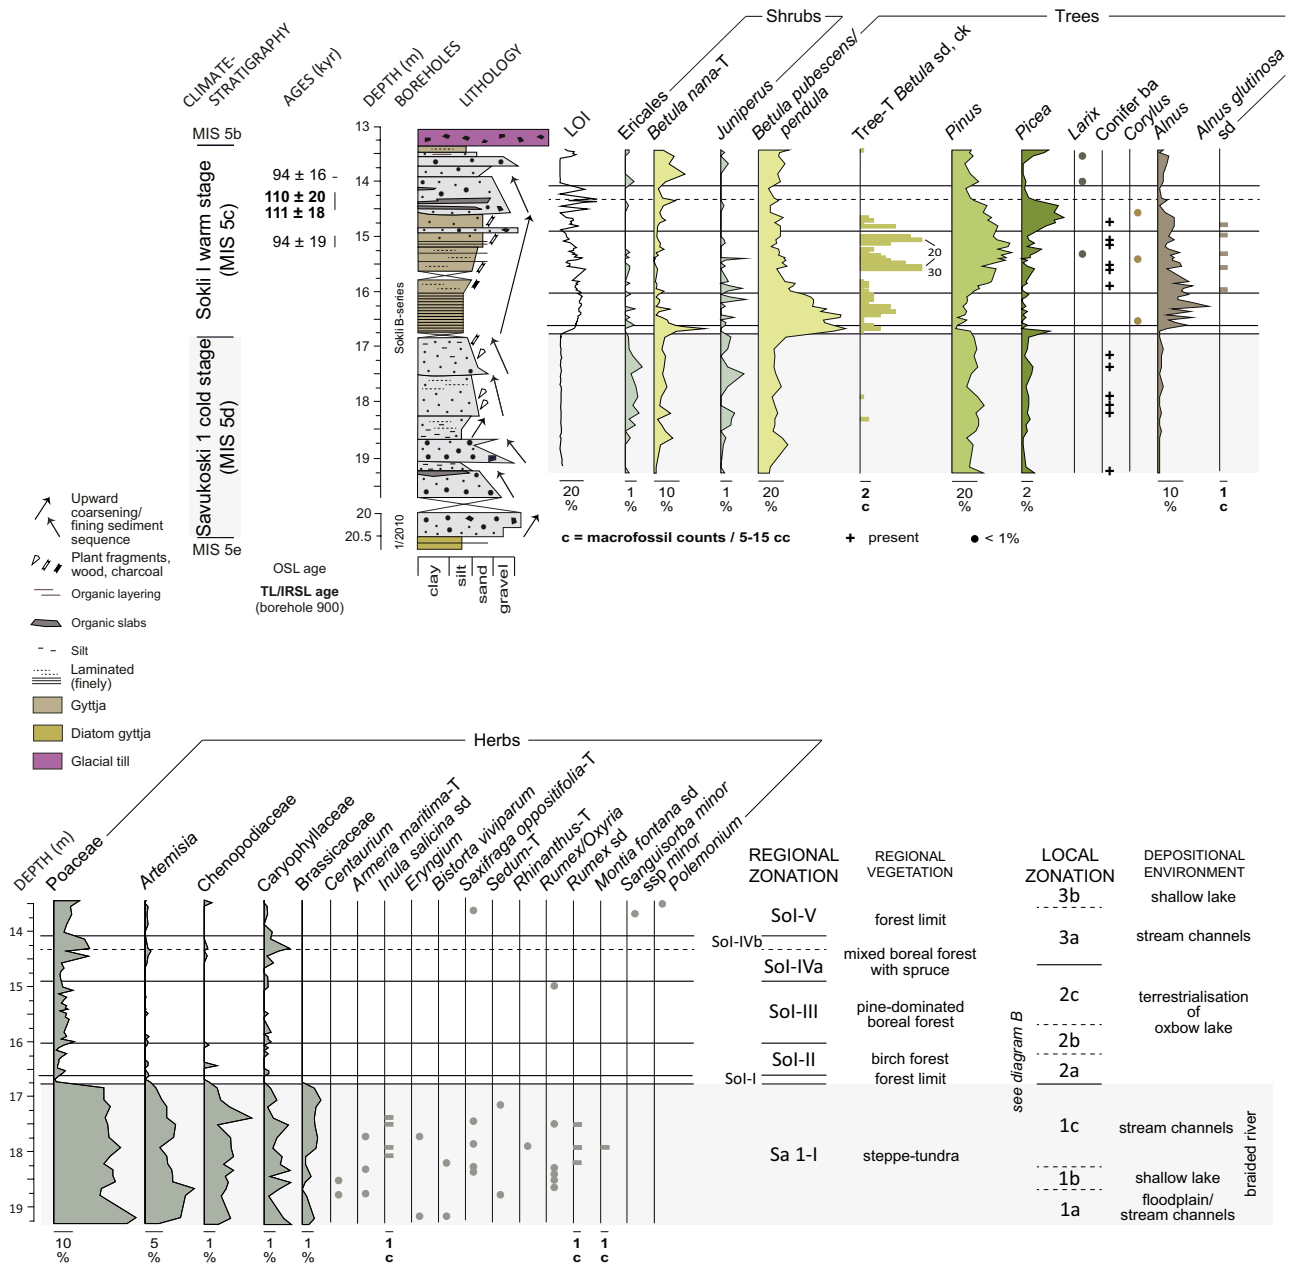 Shrubs
Trees
CLIMATE-
STRATIGRAPHY
AGES (kyr)
DEPTH (m)
BOREHOLES
LITHOLOGY
LOI
Ericales
Betula nana-T
Juniperus
Betula pubescens/
pendula
Tree-T Betula sd, ck
Pinus
Picea
Larix
Conifer ba
Corylus
Alnus
Alnus glutinosa
sd
MIS 5b
Sokli I warm stage
(MIS 5c)
Savukoski 1 cold stage
(MIS 5d)
MIS 5e
94 ± 16
110 ± 20
111 ± 18
94 ± 19
13
14
15
16
17
18
19
20
20.5
Sokli B-series
1/2010
20
30
20
%
1
%
10
%
1
%
20
%
2
c
20
%
2
%
10
%
1
c
c = macrofossil counts / 5-15 cc
+ present
● < 1%
clay
silt
sand
gravel
OSL age
TL/IRSL age
(borehole 900)
Upward
coarsening/
fining sediment
sequence
Plant fragments,
wood, charcoal
Organic layering
Organic slabs
Silt
Laminated
(finely)
Gyttja
Diatom gyttja
Glacial till
Herbs
DEPTH (m)
Poaceae
Artemisia
Chenopodiaceae
Caryophyllaceae
Brassicaceae
Centaurium
Armeria maritima-T
Inula salicina sd
Eryngium
Bistorta viviparum
Saxifraga oppositifolia-T
Sedum-T
Rhinanthus-T
Rumex/Oxyria
Rumex sd
Montia fontana sd
Sanguisorba minor
ssp minor
Polemonium
14
15
16
17
18
19
10
%
5
%
1
%
1
%
1
%
1
c
1
c
1
c
REGIONAL
ZONATION
REGIONAL
VEGETATION
LOCAL
ZONATION
DEPOSITIONAL
ENVIRONMENT
Sol-V
forest limit
Sol-IVb
Sol-IVa
mixed boreal forest
with spruce
Sol-III
pine-dominated
boreal forest
Sol-II
birch forest
Sol-I
forest limit
Sa 1-I
steppe-tundra
see diagram B
3b
shallow lake
3a
stream channels
2c
terrestrialisation
of
oxbow lake
2b
2a
1c
stream channels
1b
shallow lake
1a
floodplain/
stream channels
braided river